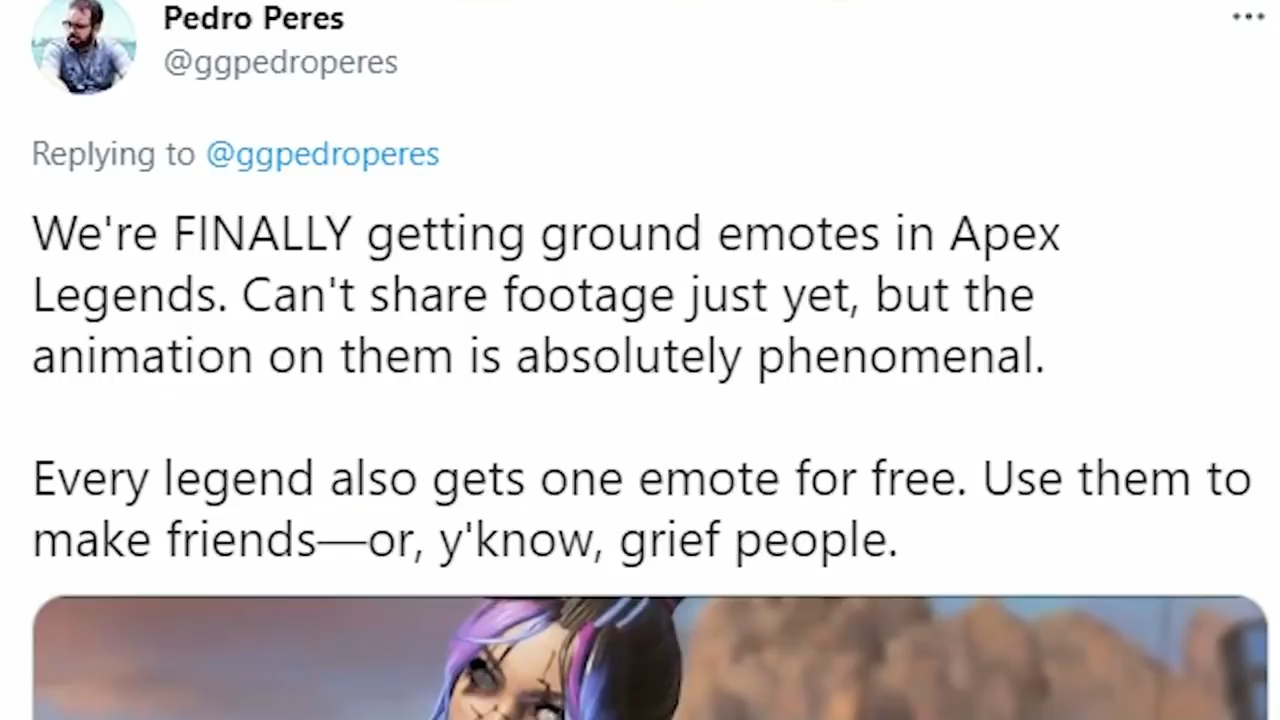 Pedro Peres
@ggpedroperes
Replying to @ggpedroperes
We're FINALLY getting ground emotes in Apex
Legends. Can't share footage just yet, but the
animation on them is absolutely phenomenal.
Every legend also gets one emote for free. Use them to
make friends—or, y'know, grief people.